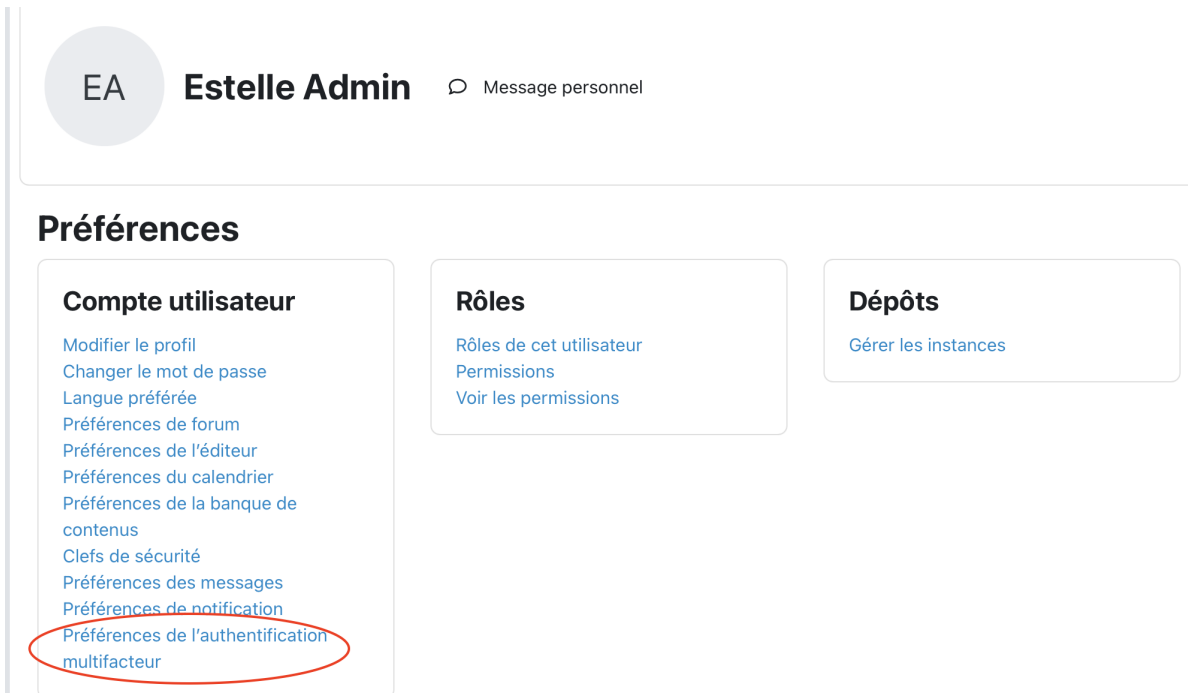 EA
Estelle Admin
Message personnel
Préférences
Compte utilisateur
Modifier le profil
Changer le mot de passe
Langue préférée
Préférences de forum
Préférences de l’éditeur
Préférences du calendrier
Préférences de la banque de
contenus
Clefs de sécurité
Préférences des messages
Préférences de notification
Préférences de l’authentification
multifacteur
Rôles
Rôles de cet utilisateur
Permissions
Voir les permissions
Dépôts
Gérer les instances